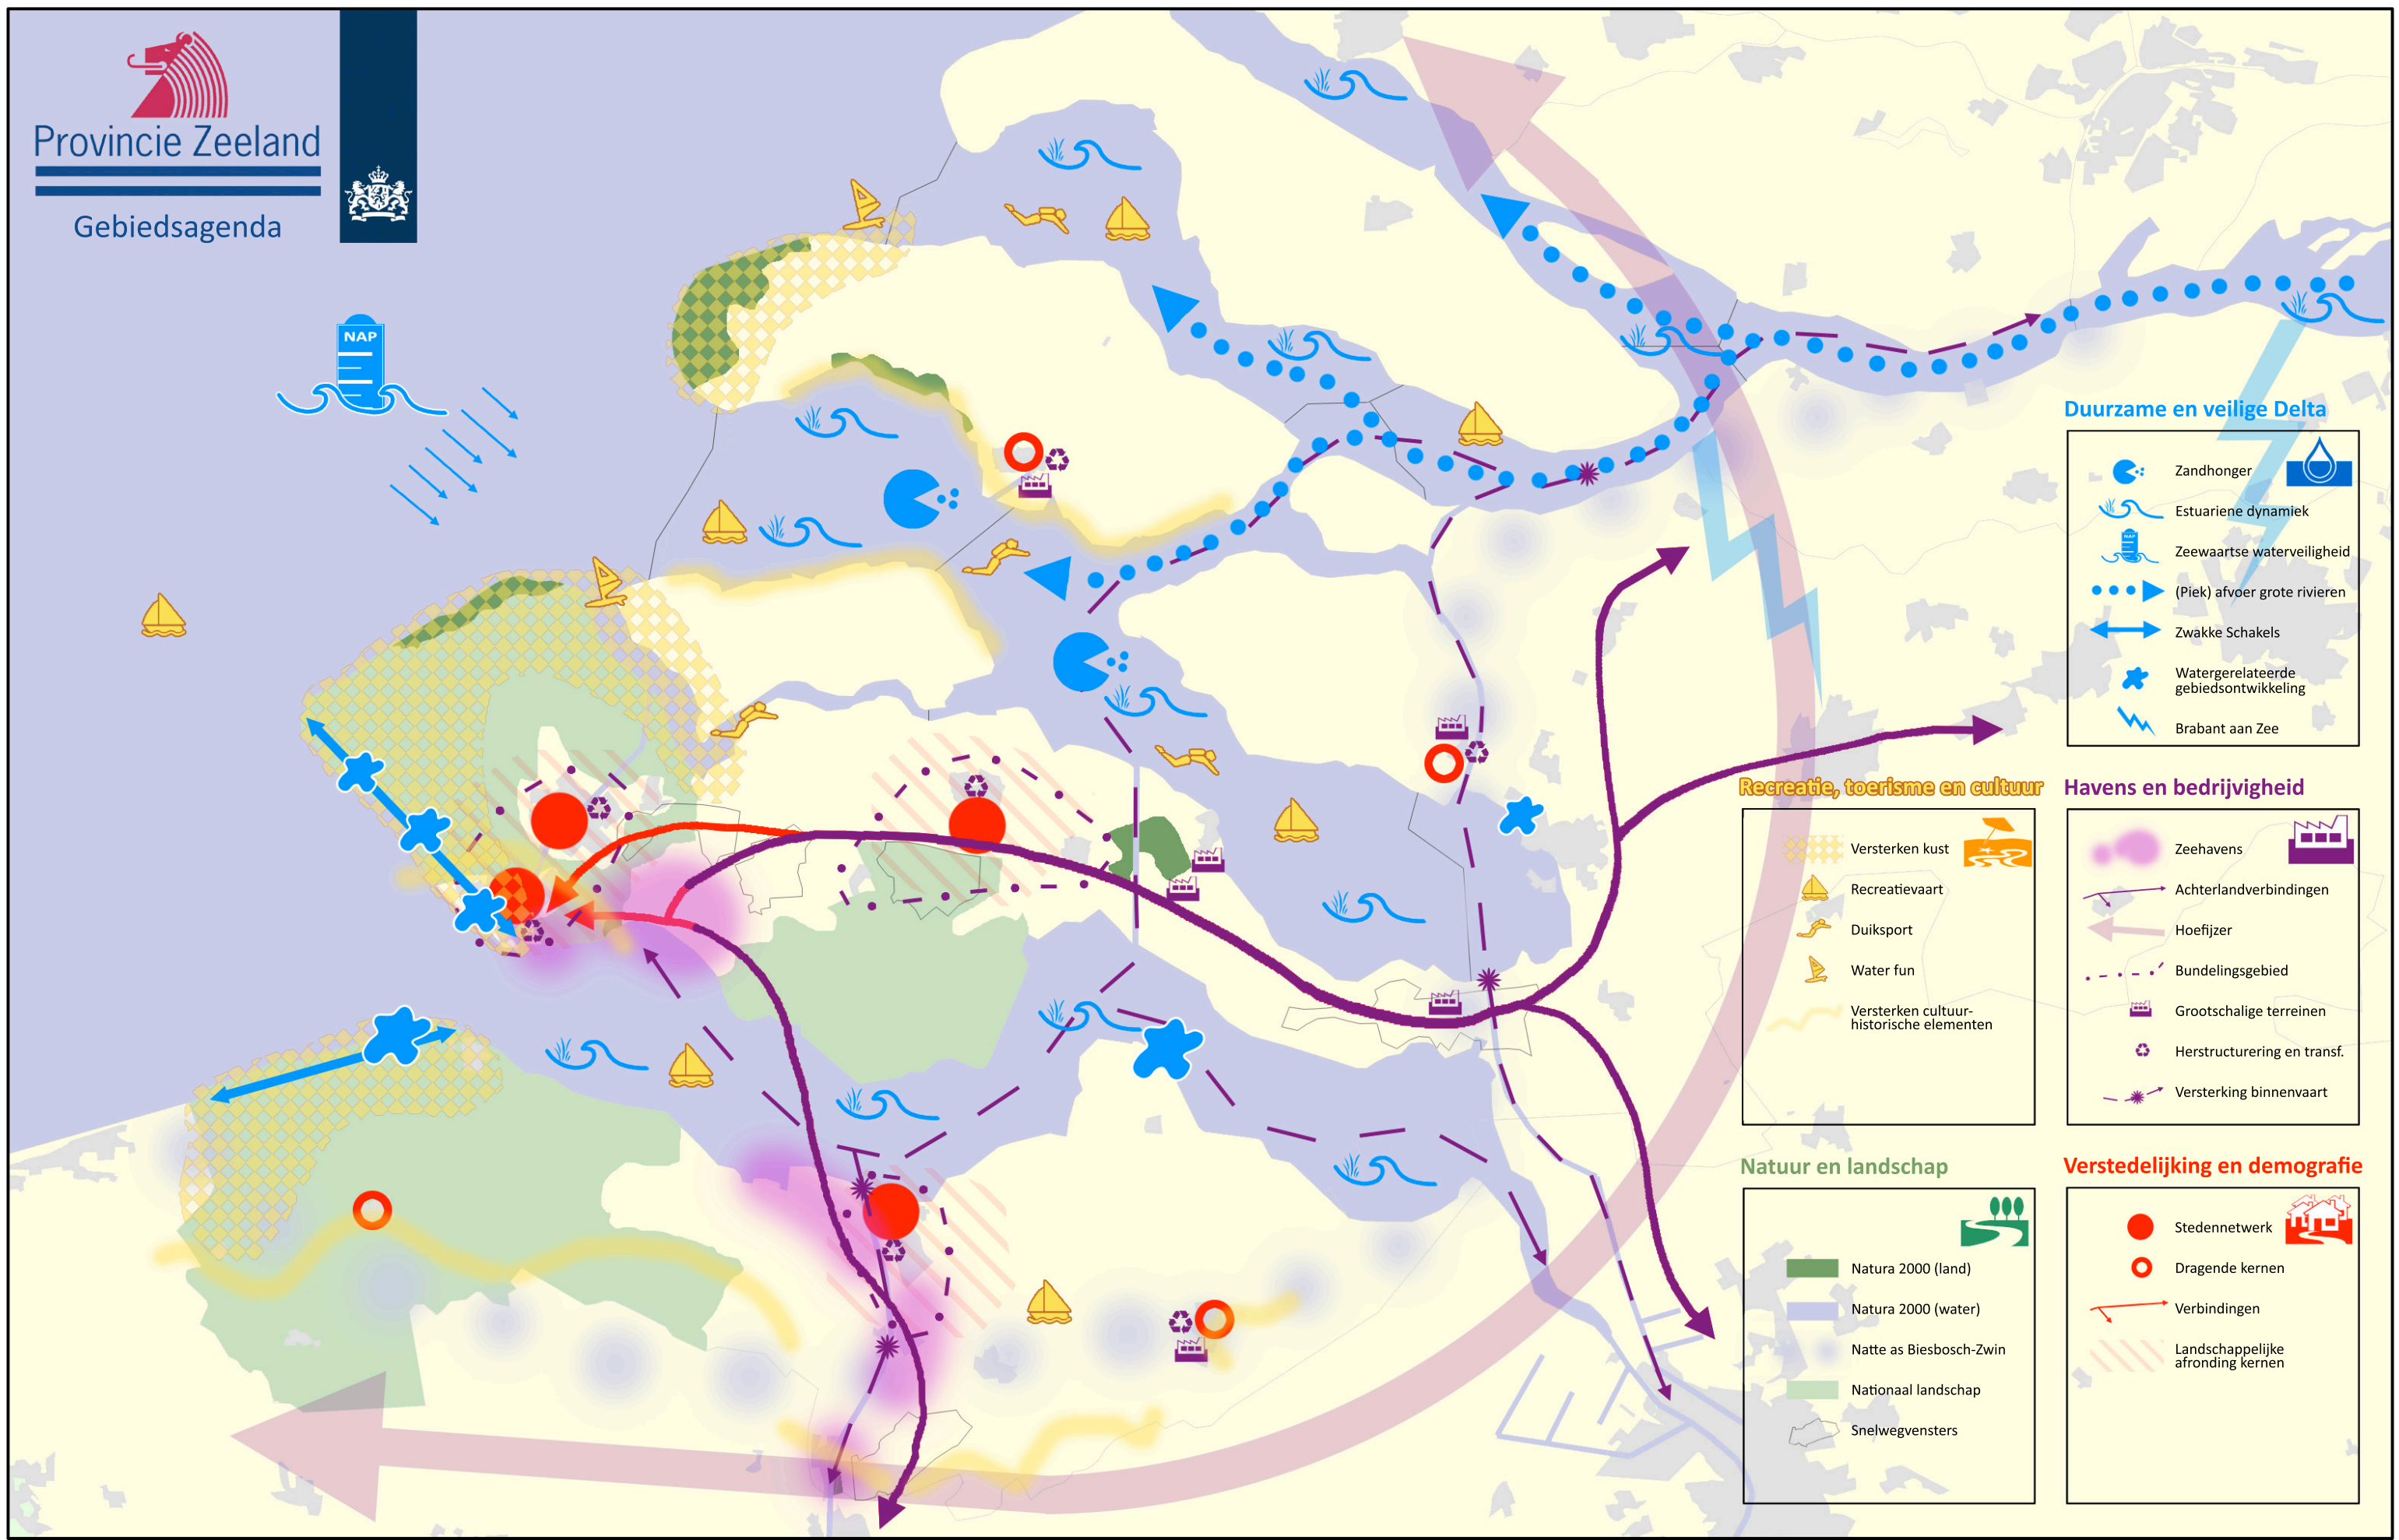 Provincie Zeeland
Gebiedsagenda
NAP
Duurzame en veilige Delta
Zandhonger
Estuariene dynamiek
NAP
Zeewaartse waterveiligheid
(Piek) afvoer grote rivieren
Zwakke Schakels
Watergerelateerde
gebiedsontwikkeling
Brabant aan Zee
Recreatie, toerisme en cultuur
Versterken kust
Recreatievaart
Duiksport
Water fun
Versterken cultuur-
historische elementen
Havens en bedrijvigheid
Zeehavens
Achterlandverbindingen
Hoefijzer
Bundelingsgebied
Grootschalige terreinen
Herstructurering en transf.
Versterking binnenvaart
Natuur en landschap
Natura 2000 (land)
Natura 2000 (water)
Natte as Biesbosch-Zwin
Nationaal landschap
Snelwegvensters
Verstedelijking en demografie
Stedennetwerk
Dragende kernen
Verbindingen
Landschappelijke
afronding kernen